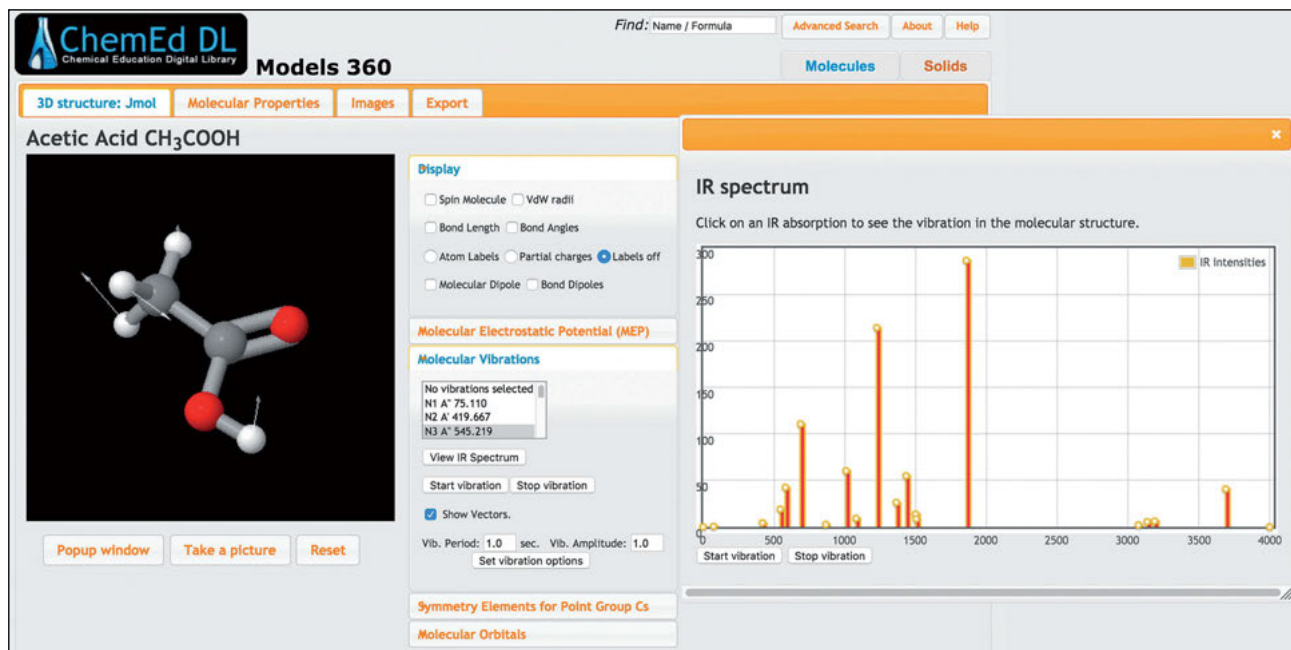 ChemEd DL
Chemical Education Digital Library
Models 360
Find: Name / Formula
Advanced Search
About
Help
Molecules
Solids
3D structure: Jmol
Molecular Properties
Images
Export
Acetic Acid CH₃COOH
Display
Spin Molecule VdW radii
Bond Length Bond Angles
Atom Labels Partial charges Labels off
Molecular Dipole Bond Dipoles
Molecular Electrostatic Potential (MEP)
Molecular Vibrations
No vibrations selected
N1 A" 75.110
N2 A' 419.667
N3 A" 545.219
View IR Spectrum
Start vibration Stop vibration
Show Vectors.
Vib. Period: 1.0 sec. Vib. Amplitude: 1.0
Set vibration options
Symmetry Elements for Point Group Cs
Molecular Orbitals
Popup window
Take a picture
Reset
×
IR spectrum
Click on an IR absorption to see the vibration in the molecular structure.
300
IR Intensities
250
200
150
100
50
0 500 1000 1500 2000 2500 3000 3500 4000
Start vibration Stop vibration